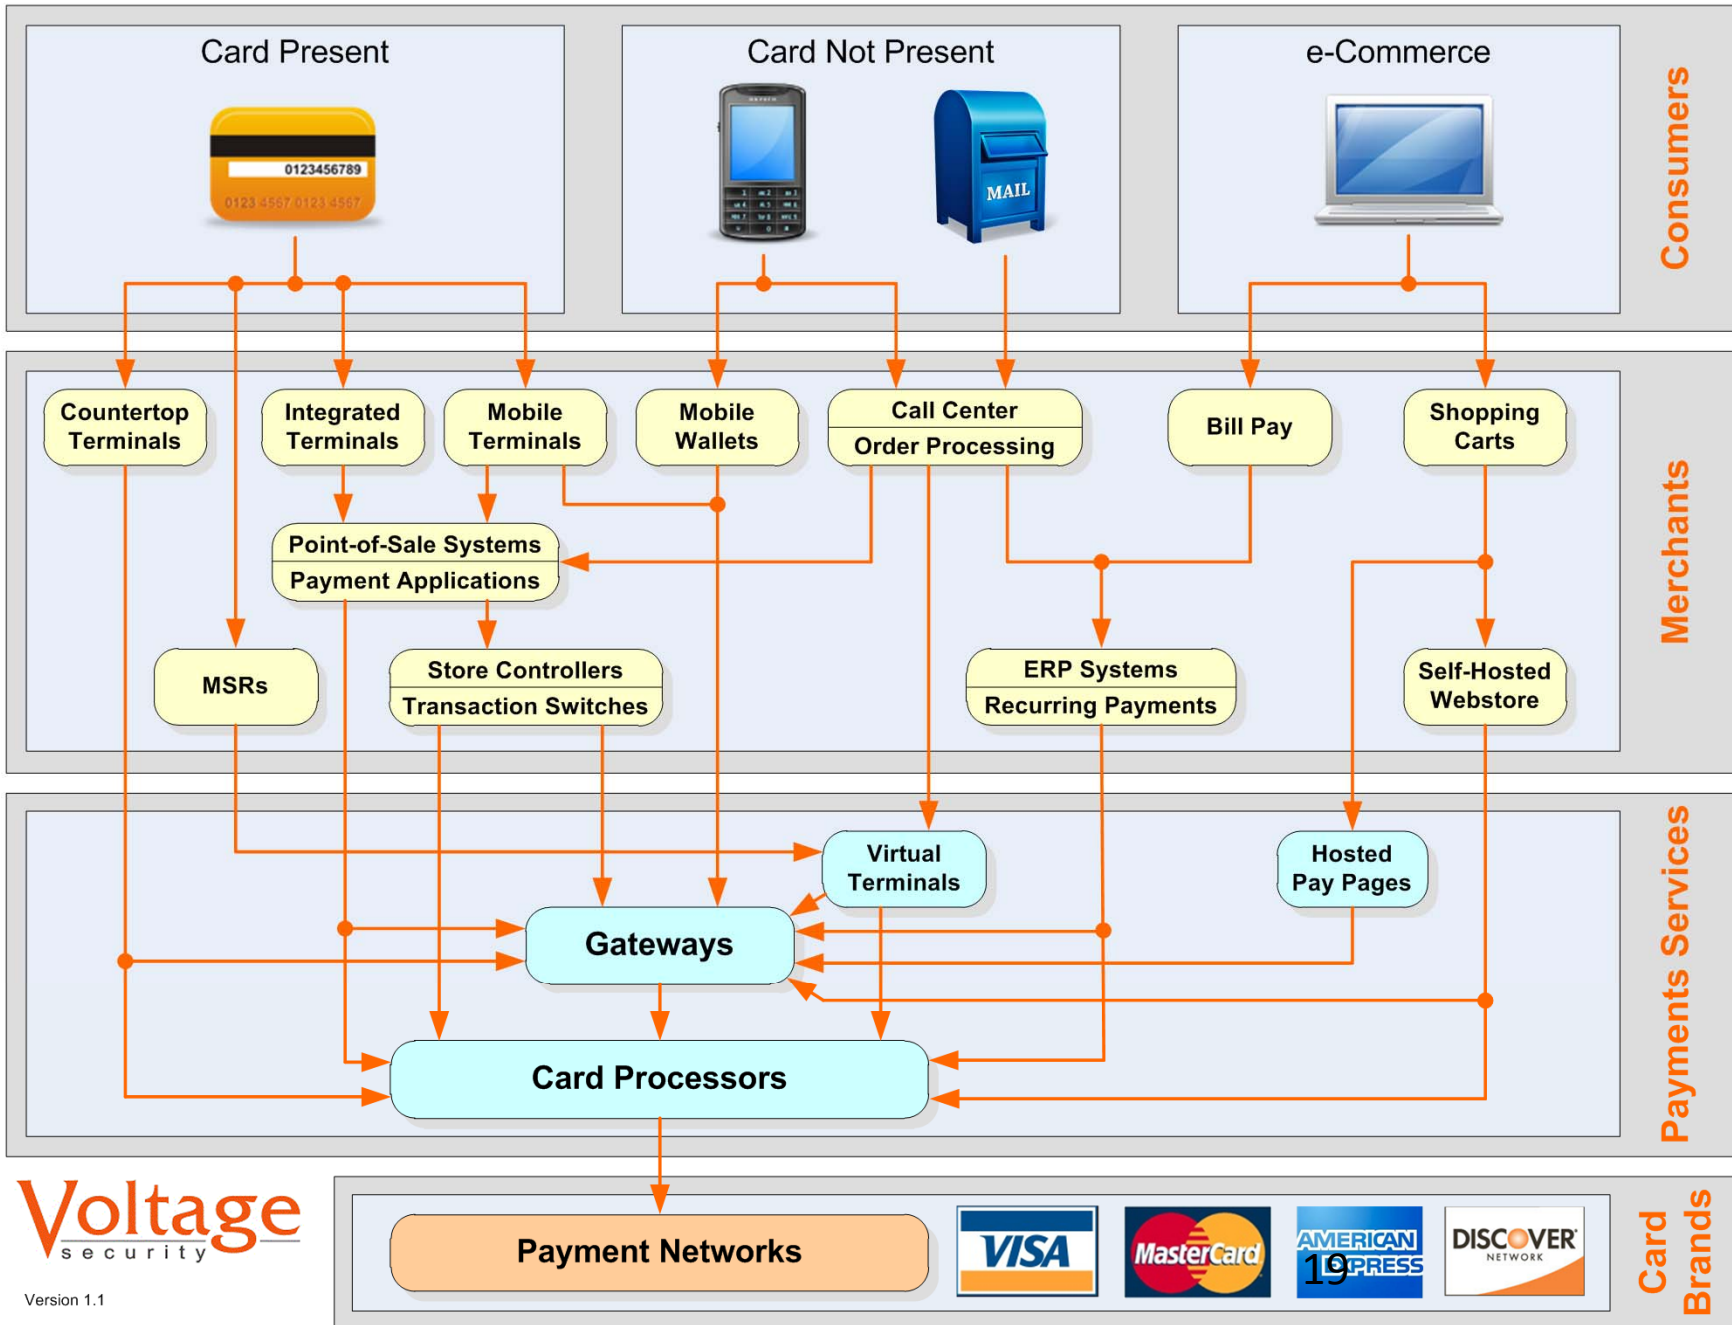 Card Present
Card Not Present
e-Commerce
Consumers
0123456789
0123 4567 0123 4567
MAIL
Countertop
Terminals
Integrated
Terminals
Mobile
Terminals
Mobile
Wallets
Call Center
Order Processing
Bill Pay
Shopping
Carts
Merchants
Point-of-Sale Systems
Payment Applications
MSRs
Store Controllers
Transaction Switches
ERP Systems
Recurring Payments
Self-Hosted
Webstore
Virtual
Terminals
Hosted
Pay Pages
Payments Services
Gateways
Card Processors
Voltage
security
Version 1.1
Payment Networks
VISA
MasterCard
AMERICAN
EXPRESS
19
DISCOVER
NETWORK
Card
Brands